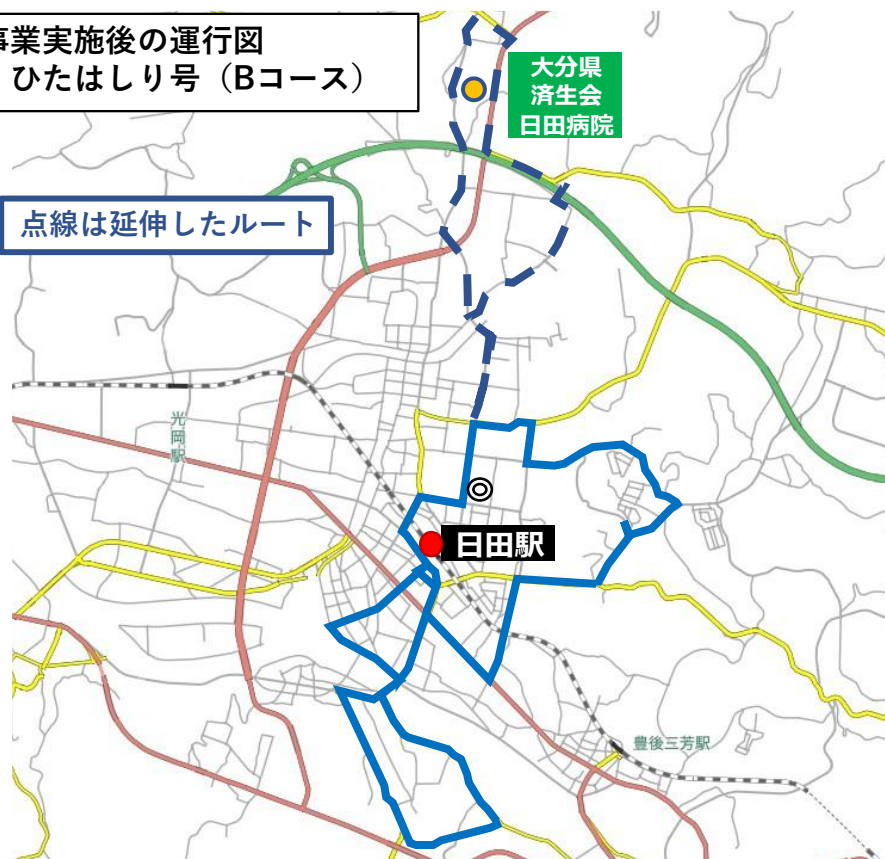 事業実施後の運行図
ひたはしり号（Bコース）
大分県
済生会
日田病院
点線は延伸したルート
光岡駅
日田駅
豊後三芳駅